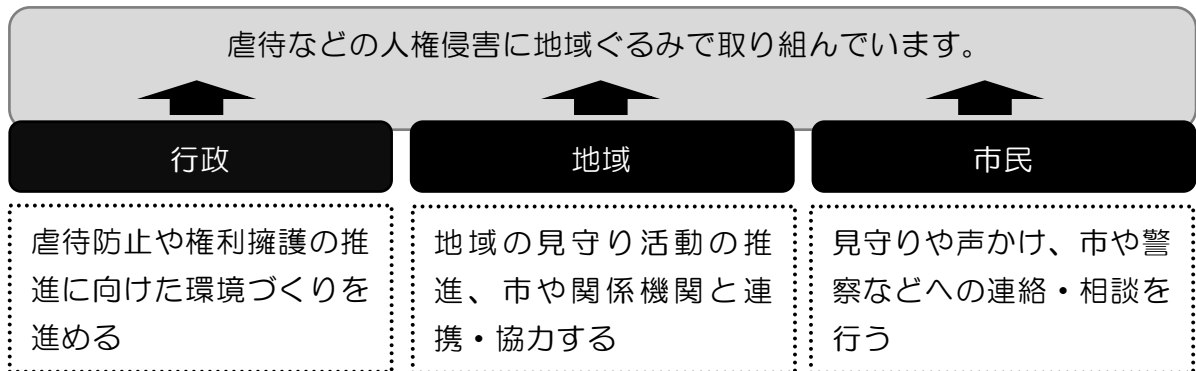 虐待などの人権侵害に地域ぐるみで取り組んでいます。
行政
地域
市民
虐待防止や権利擁護の推
進に向けた環境づくりを
進める
地域の見守り活動の推
進、市や関係機関と連
携・協力する
見守りや声かけ、市や警
察などへの連絡・相談を
行う